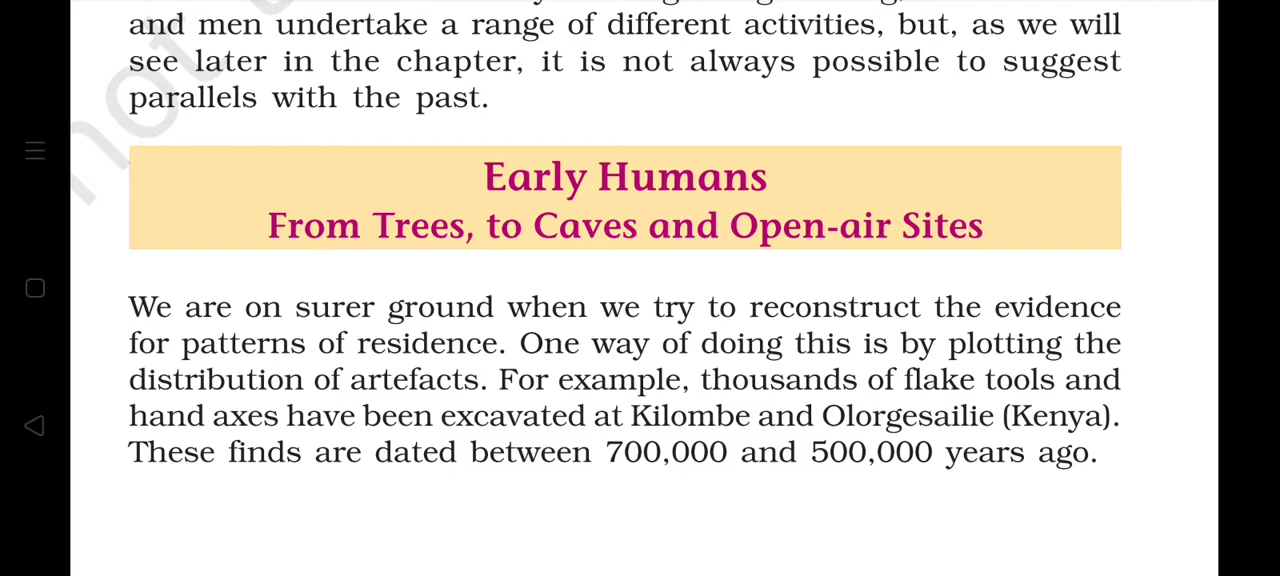 and men undertake a range of different activities, but, as we will
see later in the chapter, it is not always possible to suggest
parallels with the past.
Early Humans
From Trees, to Caves and Open-air Sites
We are on surer ground when we try to reconstruct the evidence
for patterns of residence. One way of doing this is by plotting the
distribution of artefacts. For example, thousands of flake tools and
hand axes have been excavated at Kilombe and Olorgesailie (Kenya).
These finds are dated between 700,000 and 500,000 years ago.
not